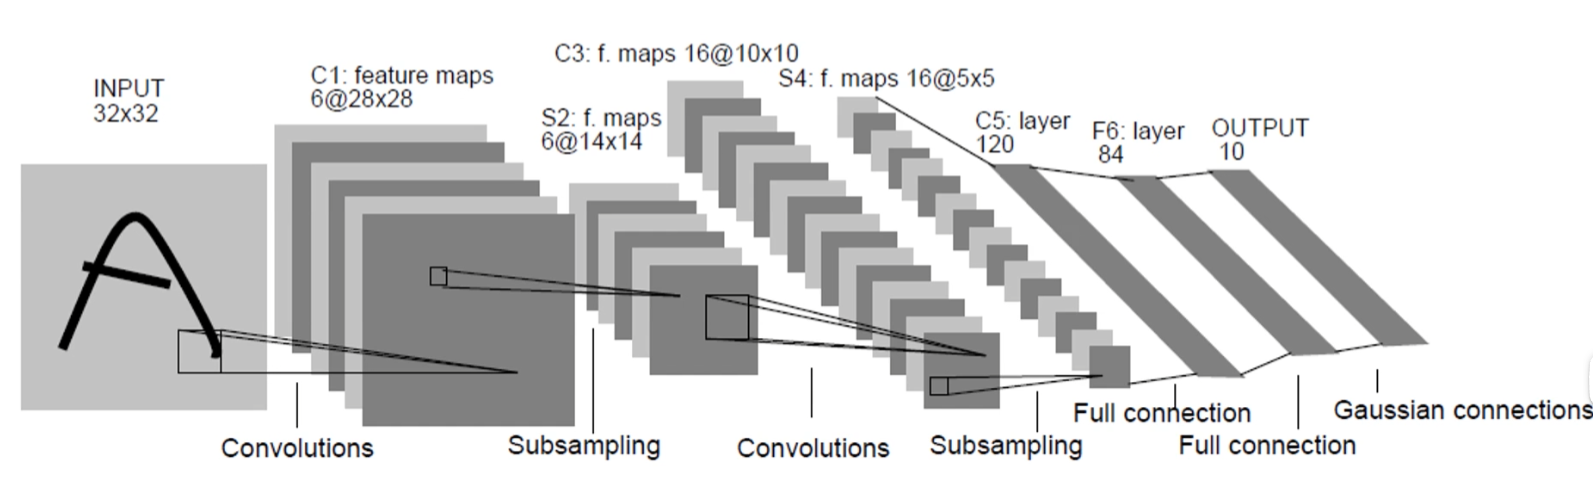 INPUT
32x32
C1: feature maps
6@28x28
C3: f. maps 16@10x10
S2: f. maps
6@14x14
S4: f. maps 16@5x5
C5: layer
120
F6: layer
84
OUTPUT
10
Convolutions
Subsampling
Convolutions
Subsampling
Full connection
Full connection
Gaussian connections